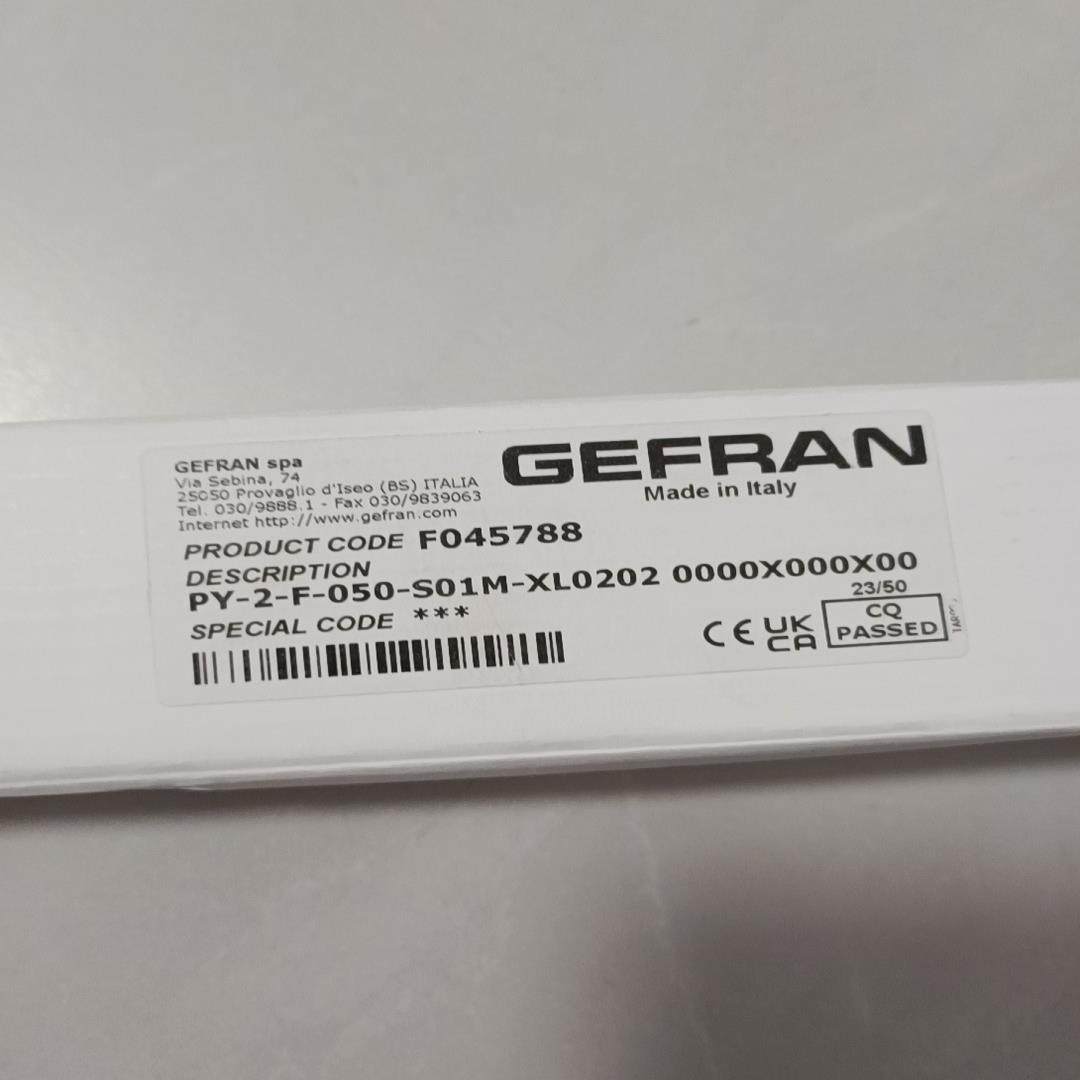 GEFRAN spa
Via Sebina, 74
25050 Provaglio d'Iseo (BS) ITALIA
Tel. 030/9888.1 - Fax 030/9839063
Internet http://www.gefran.com
GEFRAN
Made in Italy
PRODUCT CODE F045788
DESCRIPTION
PY-2-F-050-S01M-XL0202 0000X000X00
SPECIAL CODE ***
23/50
CE UK CA
CQ
PASSED